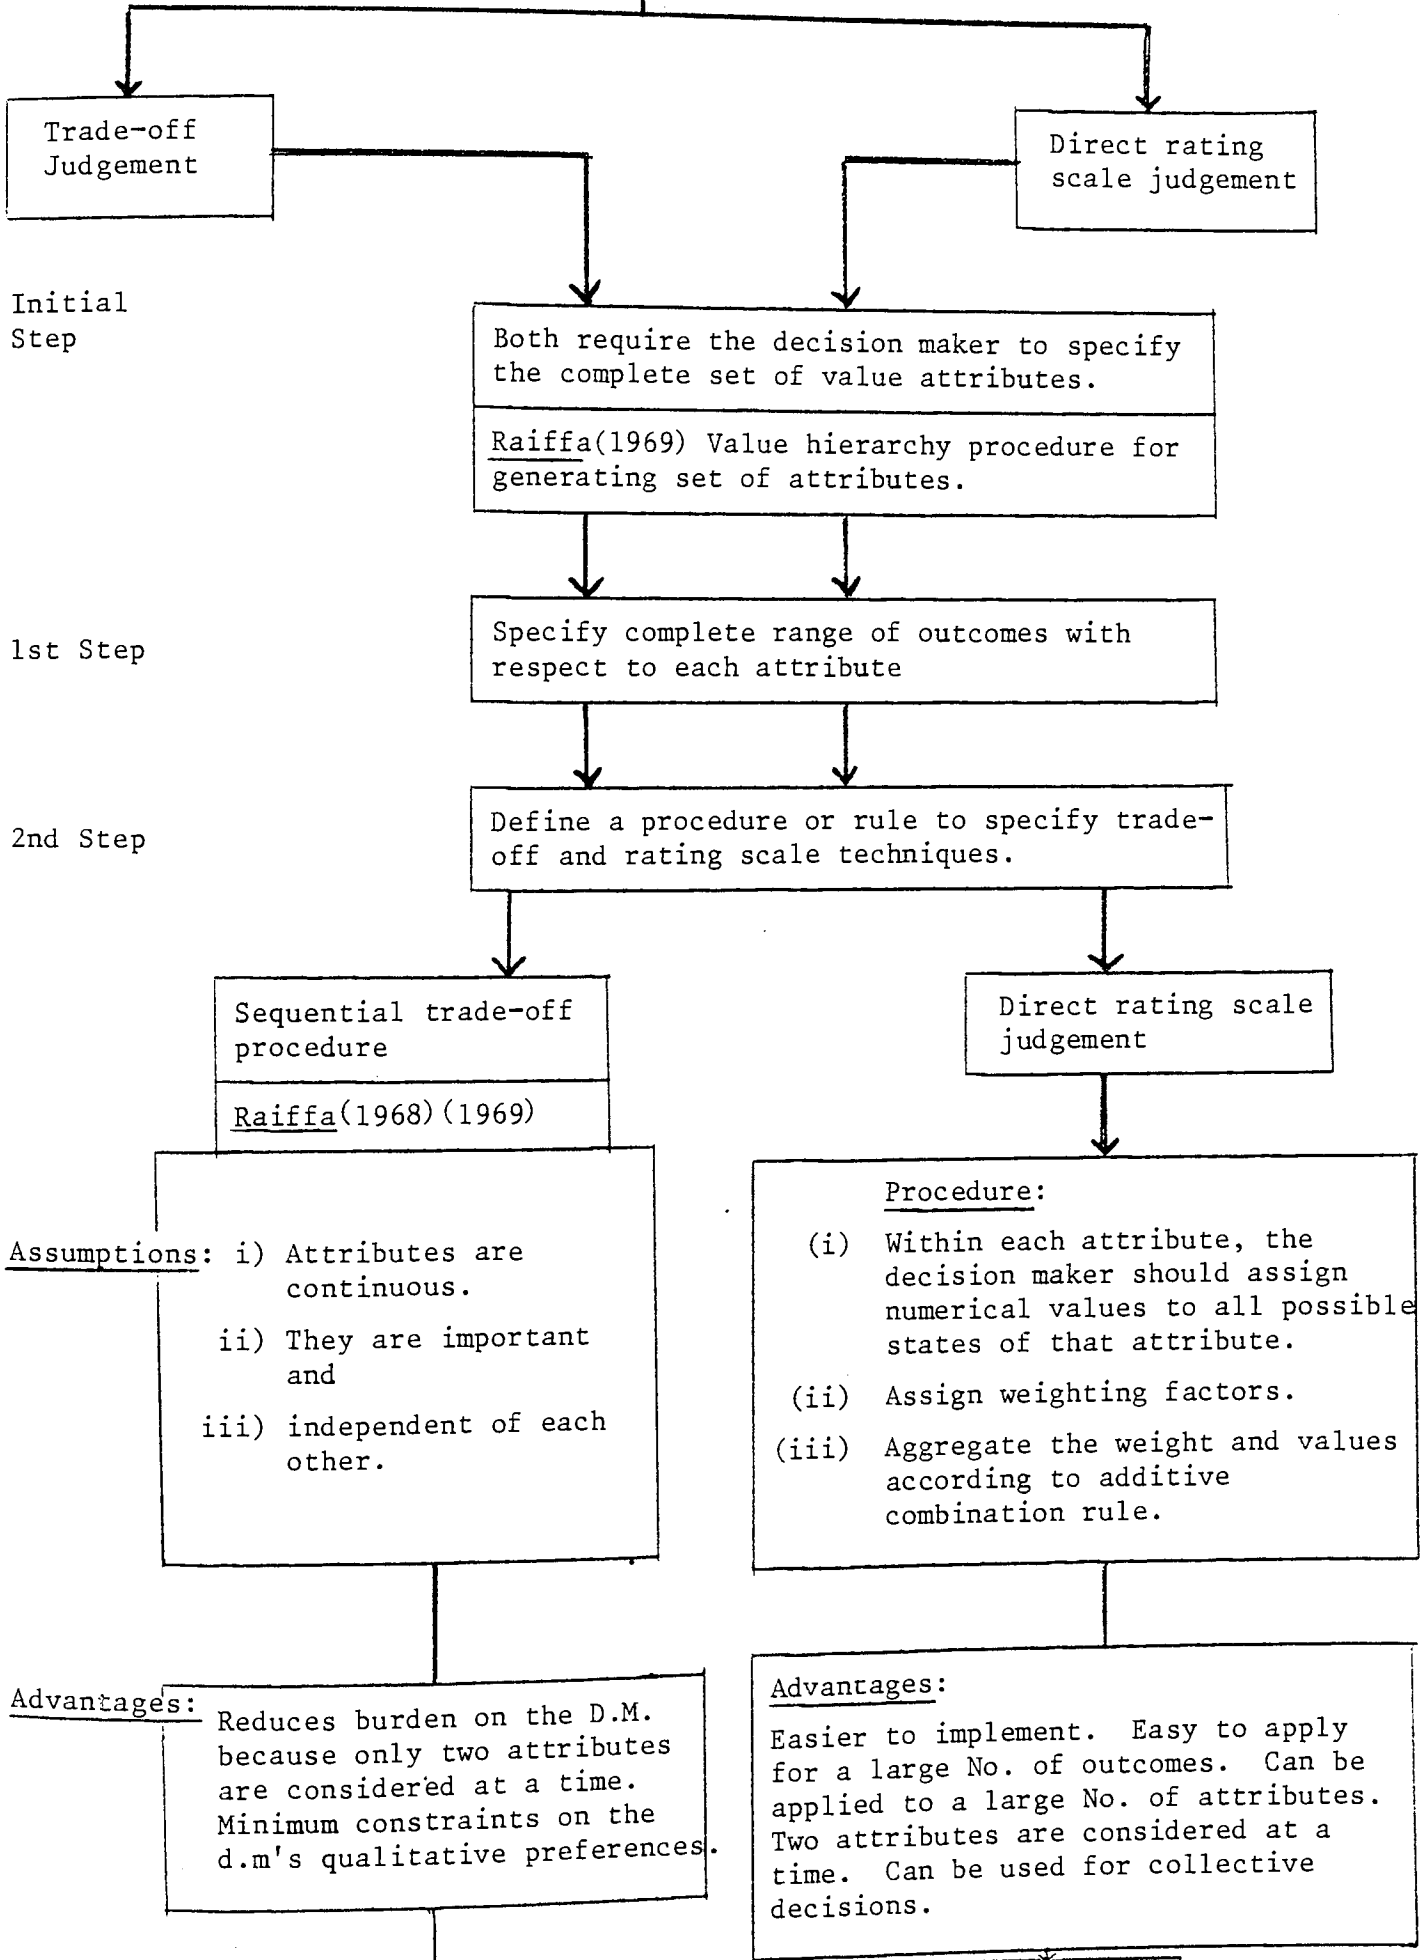 Trade-off
Judgement
Direct rating
scale judgement
Initial
Step
Both require the decision maker to specify
the complete set of value attributes.
Raiffa(1969) Value hierarchy procedure for
generating set of attributes.
1st Step
Specify complete range of outcomes with
respect to each attribute
2nd Step
Define a procedure or rule to specify trade-
off and rating scale techniques.
Sequential trade-off
procedure
Raiffa(1968)(1969)
Direct rating scale
judgement
Assumptions: i) Attributes are
continuous.
ii) They are important
and
iii) independent of each
other.
Procedure:
(i) Within each attribute, the
decision maker should assign
numerical values to all possible
states of that attribute.
(ii) Assign weighting factors.
(iii) Aggregate the weight and values
according to additive
combination rule.
Advantages:
Reduces burden on the D.M.
because only two attributes
are considered at a time.
Minimum constraints on the
d.m's qualitative preferences.
Advantages:
Easier to implement. Easy to apply
for a large No. of outcomes. Can be
applied to a large No. of attributes.
Two attributes are considered at a
time. Can be used for collective
decisions.